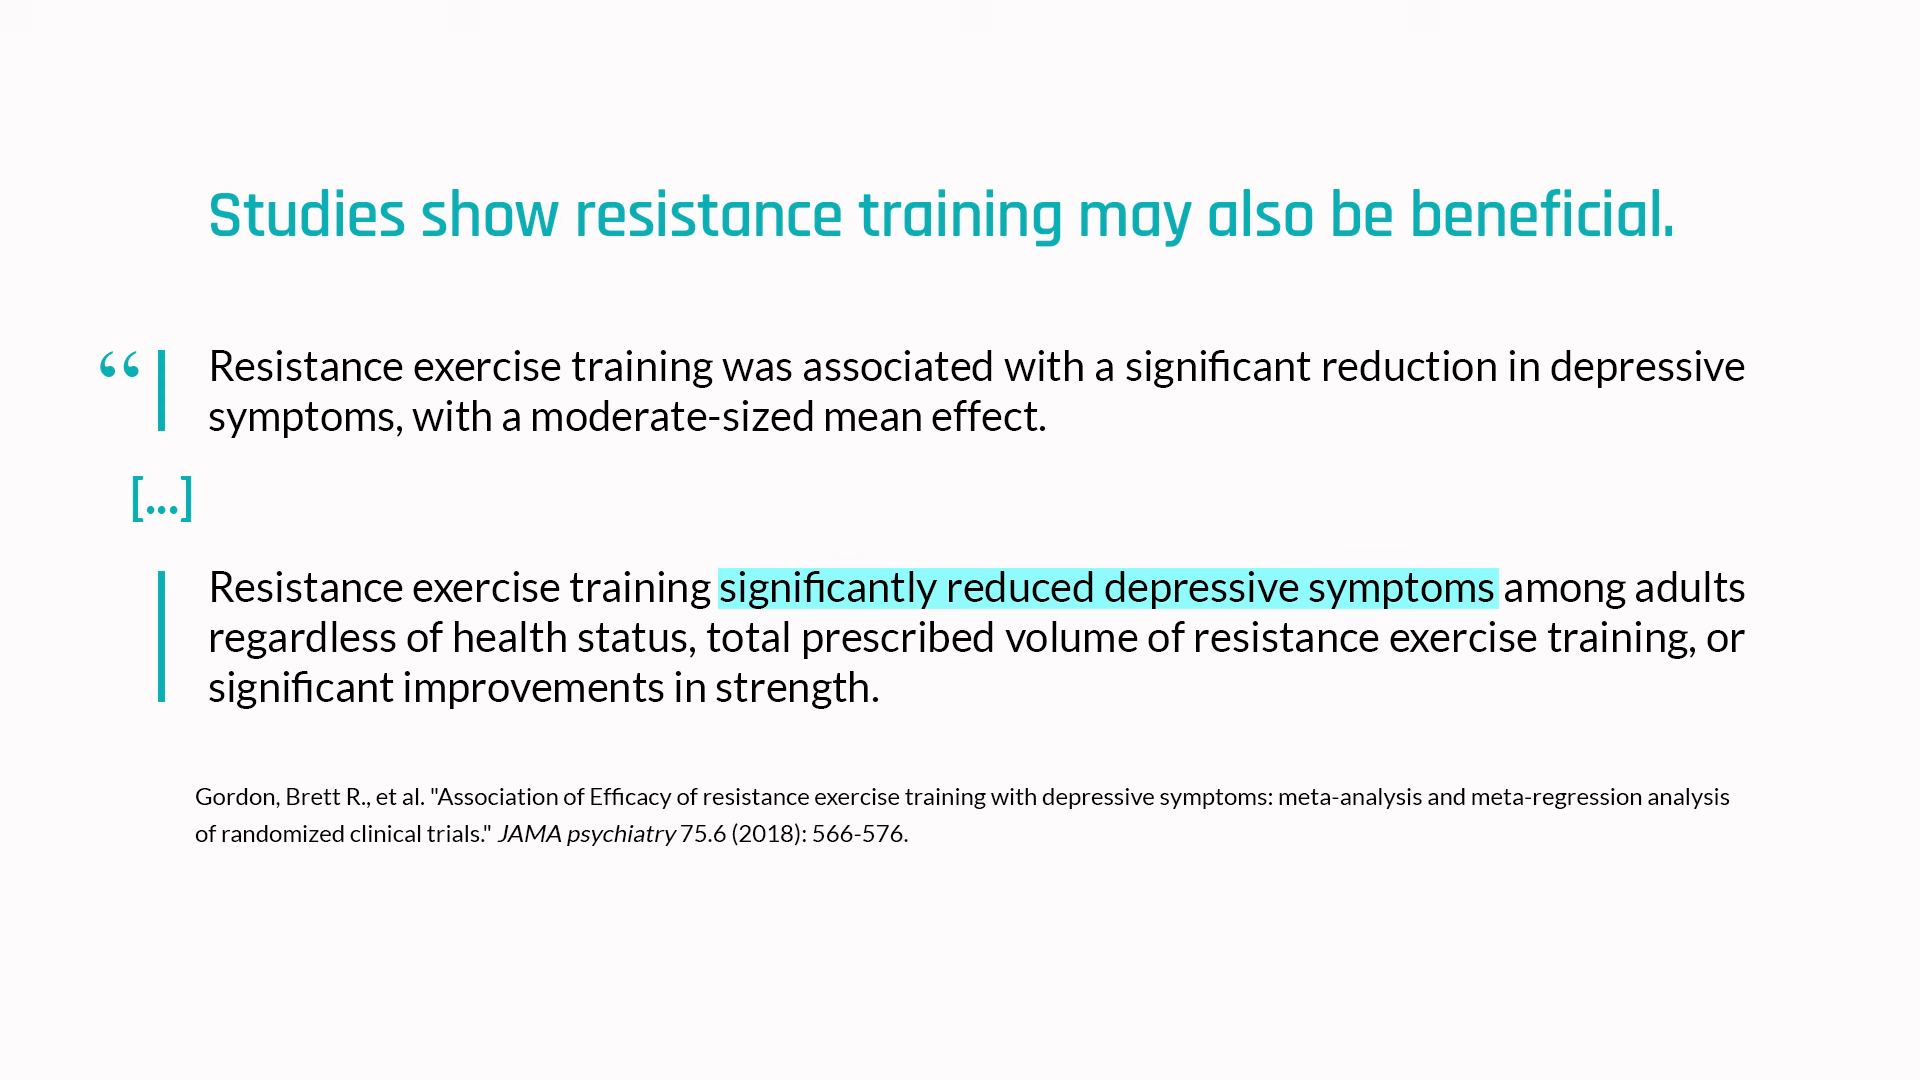 Studies show resistance training may also be beneficial.
“ Resistance exercise training was associated with a significant reduction in depressive
symptoms, with a moderate-sized mean effect.
[...]
Resistance exercise training significantly reduced depressive symptoms among adults
regardless of health status, total prescribed volume of resistance exercise training, or
significant improvements in strength.
Gordon, Brett R., et al. "Association of Efficacy of resistance exercise training with depressive symptoms: meta-analysis and meta-regression analysis
of randomized clinical trials." JAMA psychiatry 75.6 (2018): 566-576.